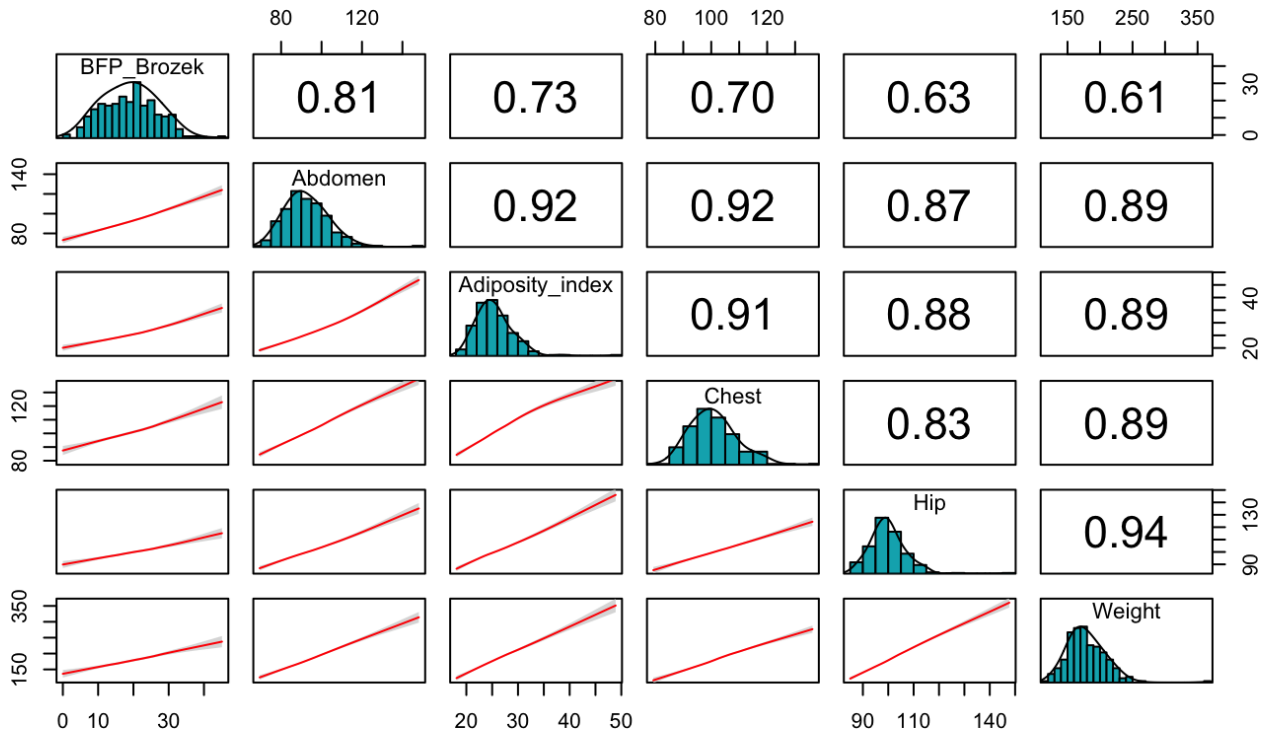 80 120 80 100 120 150 250 350
BFP_Brozek 0.81 0.73 0.70 0.63 0.61 0 30
80 140 Abdomen 0.92 0.92 0.87 0.89
Adiposity_index 0.91 0.88 0.89 20 40
80 120 Chest 0.83 0.89
Hip 0.94 90 130
150 350 Weight
0 10 30 20 30 40 50 90 110 140